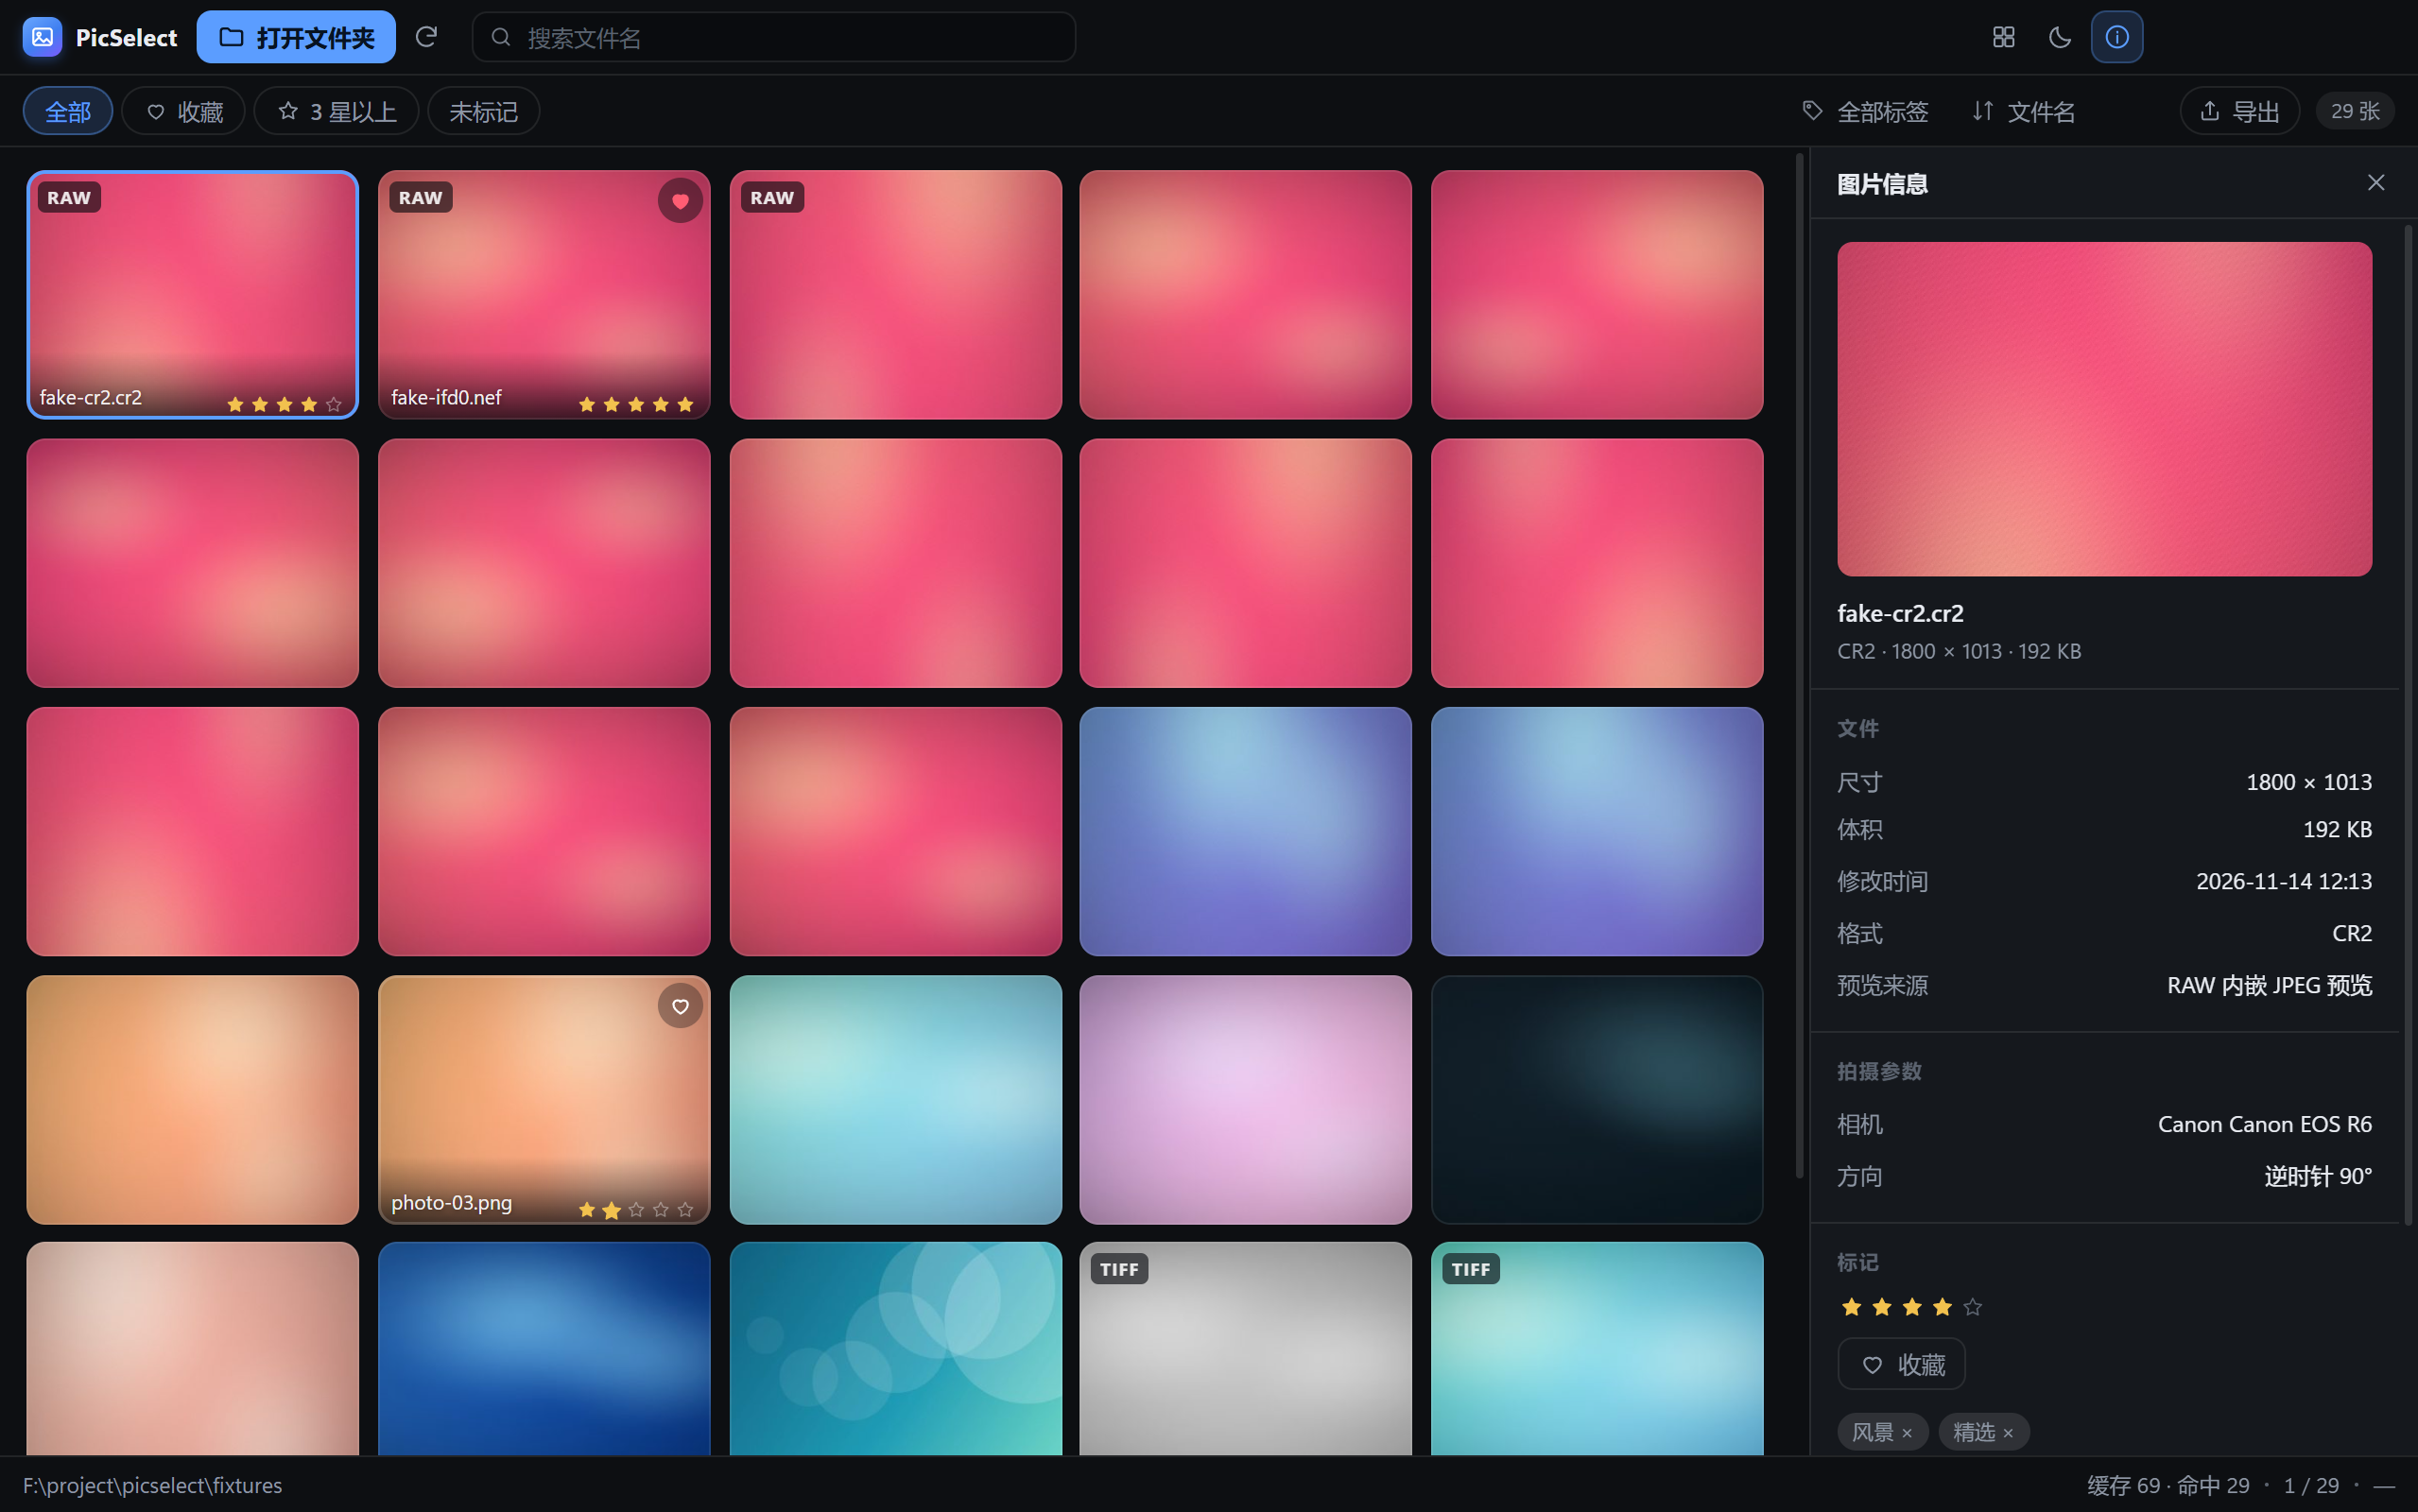 PicSelect 打开文件夹 搜索文件名
全部 收藏 3 星以上 未标记 全部标签 文件名 导出 29 张
RAW RAW RAW
fake-cr2.cr2 fake-ifd0.nef
photo-03.png
TIFF TIFF
图片信息
fake-cr2.cr2
CR2 · 1800 × 1013 · 192 KB
文件
尺寸 1800 × 1013
体积 192 KB
修改时间 2026-11-14 12:13
格式 CR2
预览来源 RAW 内嵌 JPEG 预览
拍摄参数
相机 Canon Canon EOS R6
方向 逆时针 90°
标记
收藏
风景 × 精选 ×
F:\project\picselect\fixtures 缓存 69 · 命中 29 · 1 / 29 · —